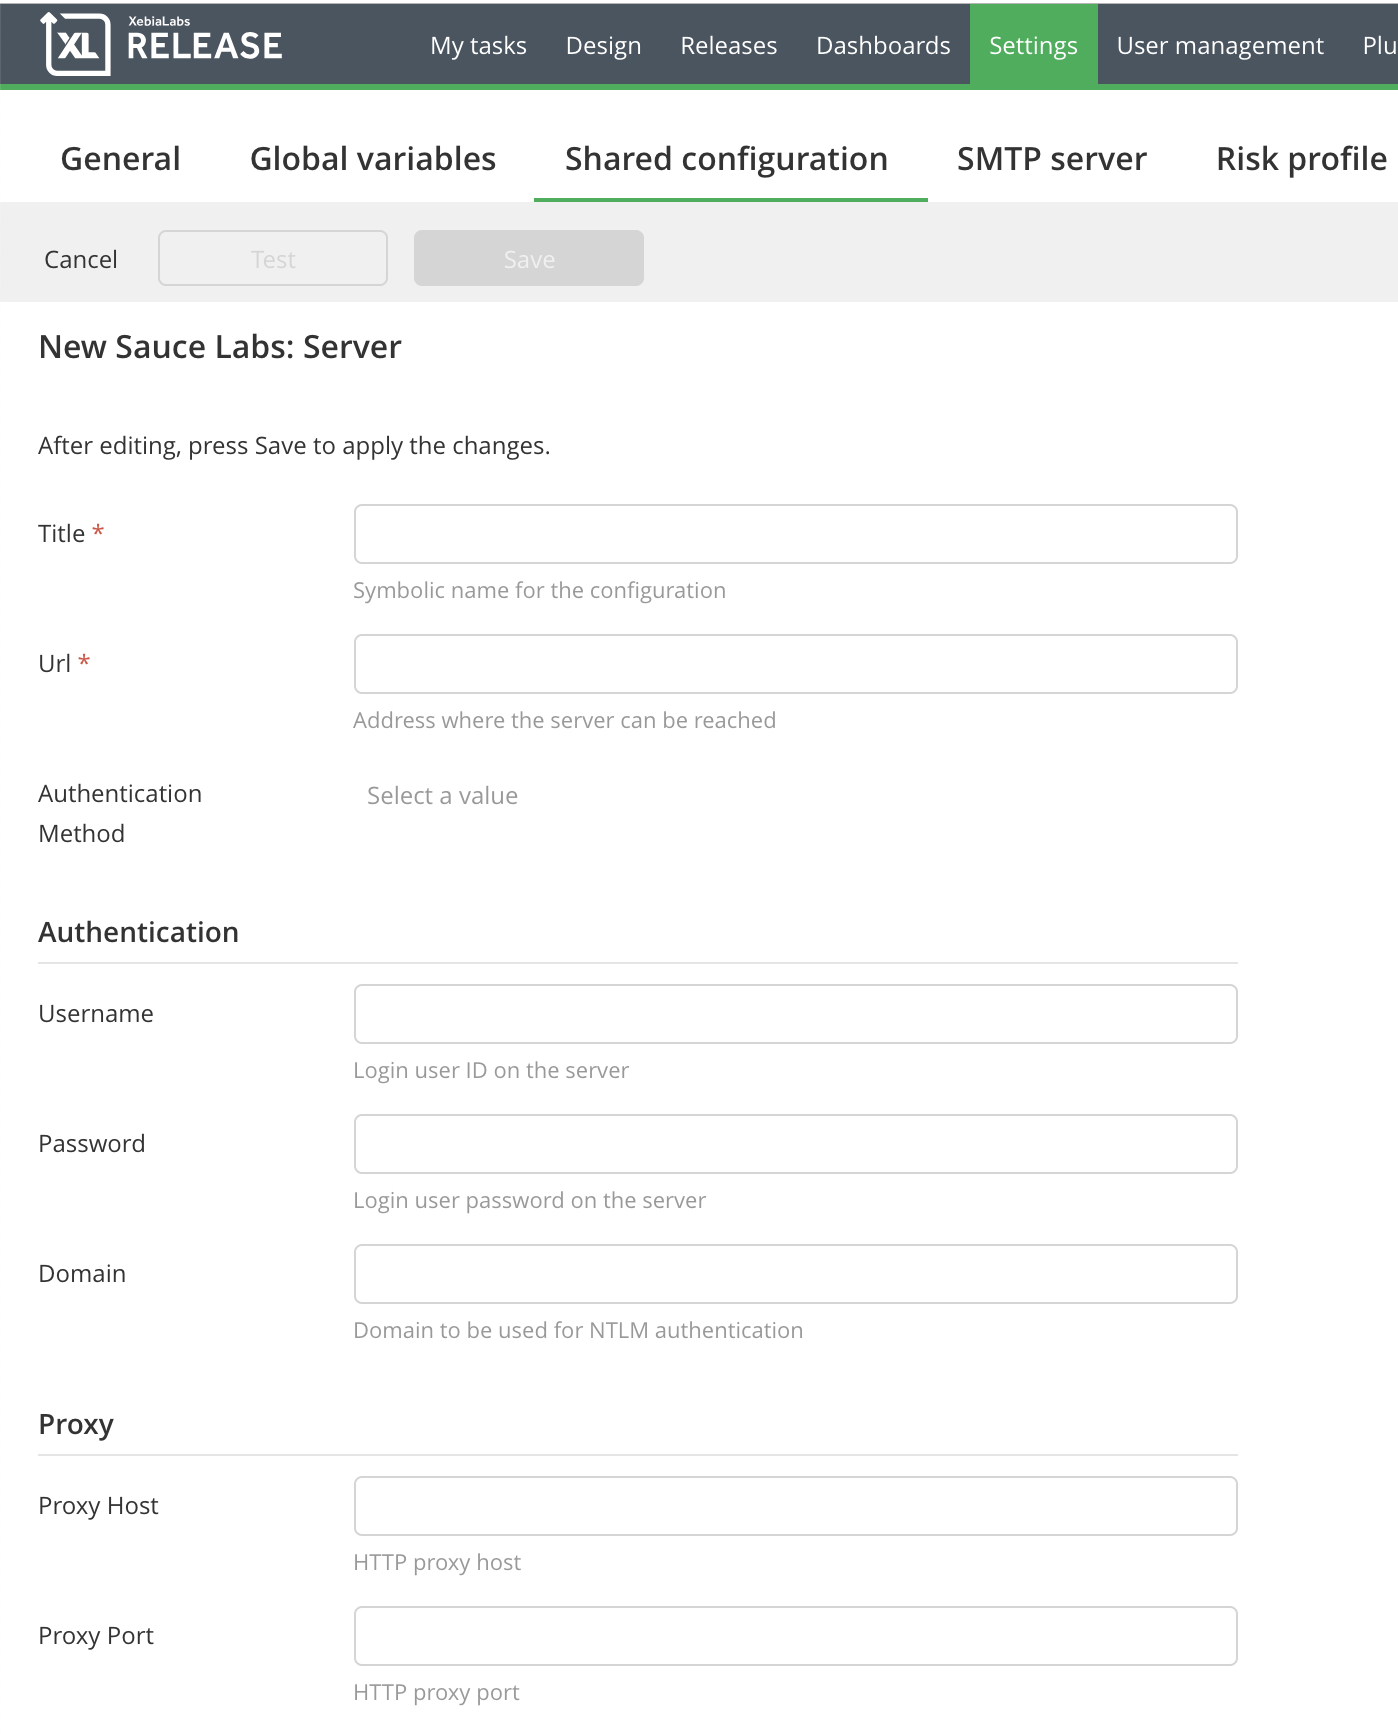 XL XebiaLabs
RELEASE
My tasks Design Releases Dashboards Settings User management Plu
General Global variables Shared configuration SMTP server Risk profile
Cancel Test Save
New Sauce Labs: Server
After editing, press Save to apply the changes.
Title *
Symbolic name for the configuration
Url *
Address where the server can be reached
Authentication Select a value
Method
Authentication
Username
Login user ID on the server
Password
Login user password on the server
Domain
Domain to be used for NTLM authentication
Proxy
Proxy Host
HTTP proxy host
Proxy Port
HTTP proxy port